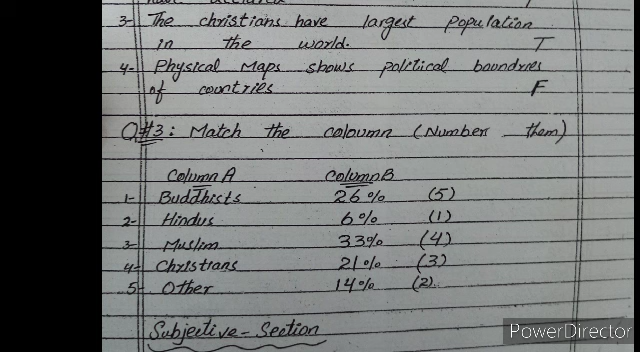 3- The christians have largest population
in the world. T
4- Physical Maps shows political boundries
of countries F
Q#3: Match the coloumn (Number them)
Column A Column B
1- Buddhists 26% (5)
2- Hindus 6% (1)
3- Muslim 33% (4)
4- Christians 21% (3)
5- Other 14% (2)
Subjective - Section
PowerDirector